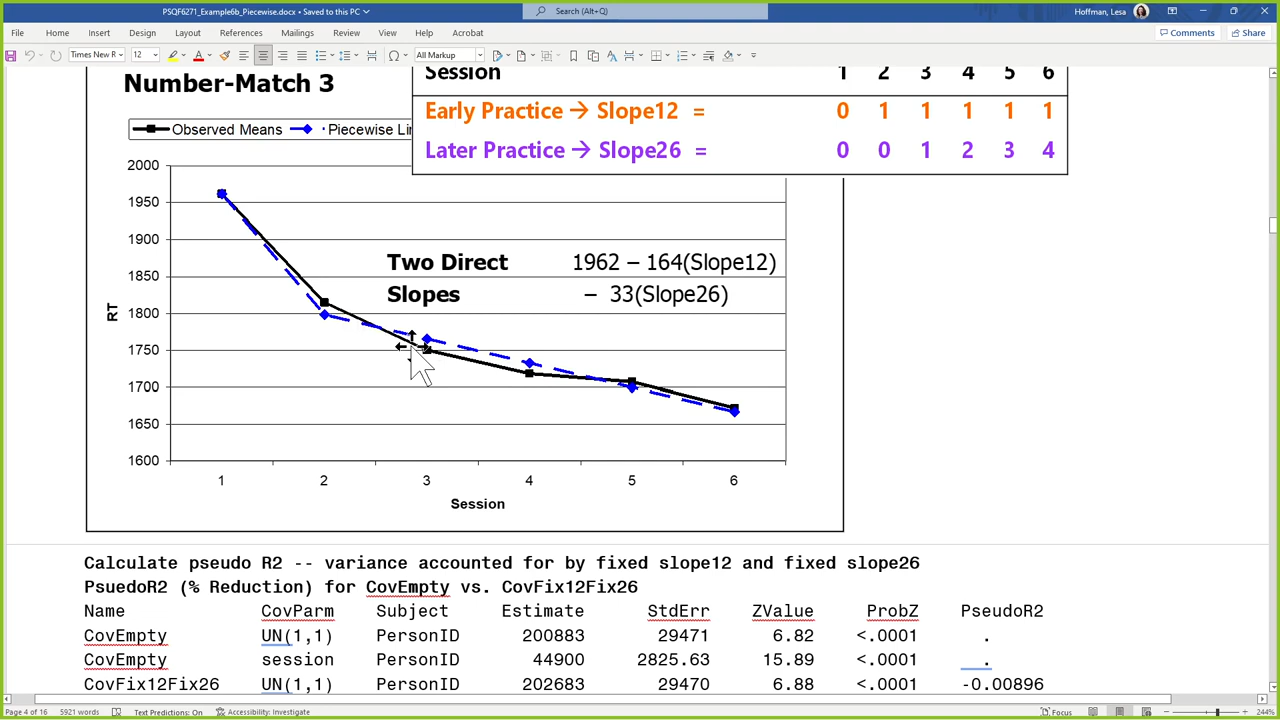 PSQF6271_Example6b_Piecewise.docx • Saved to this PC
Search (Alt+Q)
Hoffman, Lesa
File Home Insert Design Layout References Mailings Review View Help Acrobat
Comments Share
Times New R 12 All Markup
Number-Match 3
Session 1 2 3 4 5 6
Early Practice → Slope12 = 0 1 1 1 1 1
Later Practice → Slope26 = 0 0 1 2 3 4
Observed Means Piecewise Lin
2000
1950
1900
1850
1800
1750
1700
1650
1600
RT
Two Direct 1962 – 164(Slope12)
Slopes – 33(Slope26)
1 2 3 4 5 6
Session
Calculate pseudo R2 -- variance accounted for by fixed slope12 and fixed slope26
PsuedoR2 (% Reduction) for CovEmpty vs. CovFix12Fix26
Name CovParm Subject Estimate StdErr ZValue ProbZ PseudoR2
CovEmpty UN(1,1) PersonID 200883 29471 6.82 <.0001 .
CovEmpty session PersonID 44900 2825.63 15.89 <.0001 .
CovFix12Fix26 UN(1,1) PersonID 202683 29470 6.88 <.0001 -0.00896
Page 4 of 16 5921 words Text Predictions: On Accessibility: Investigate Focus 244%